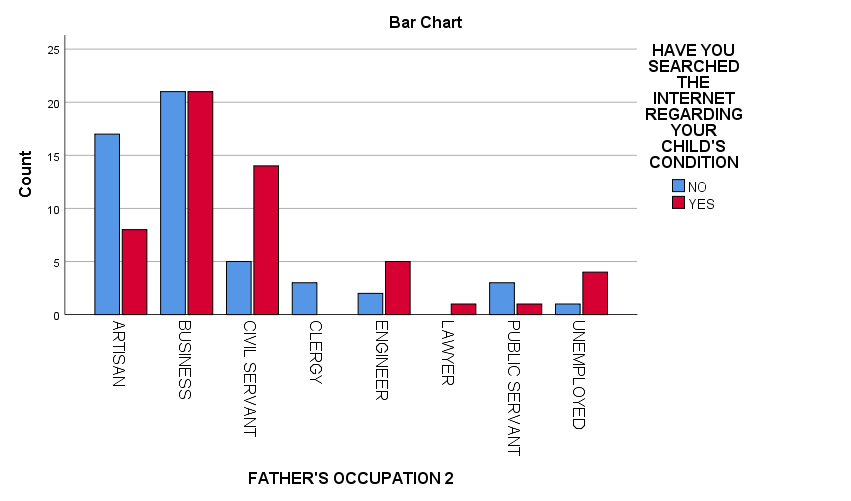 Bar Chart
HAVE YOU
SEARCHED
THE
INTERNET
REGARDING
YOUR
CHILD'S
CONDITION
NO
YES
Count
25
20
15
10
5
0
ARTISAN
BUSINESS
CIVIL SERVANT
CLERGY
ENGINEER
LAWYER
PUBLIC SERVANT
UNEMPLOYED
FATHER'S OCCUPATION 2